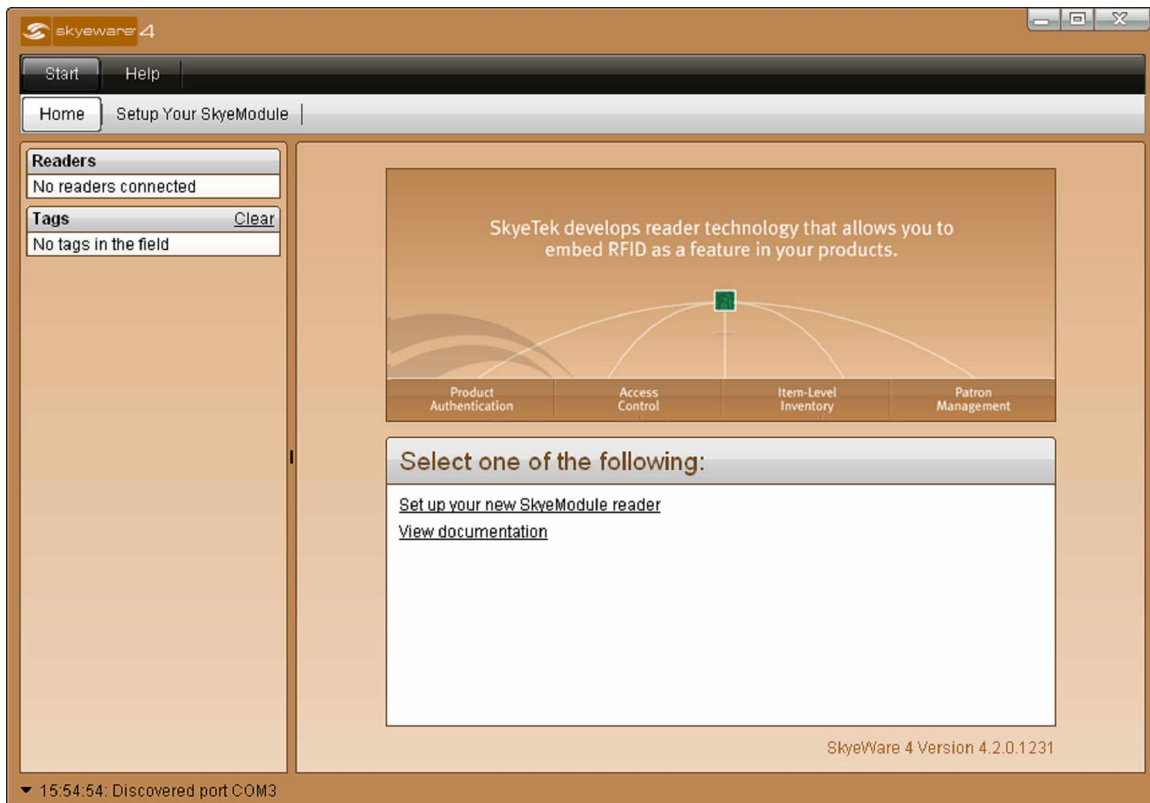 skyeware 4
Start Help
Home Setup Your SkyeModule
Readers
No readers connected
Tags Clear
No tags in the field
SkyeTek develops reader technology that allows you to
embed RFID as a feature in your products.
Product
Authentication
Access
Control
Item-Level
Inventory
Patron
Management
Select one of the following:
Set up your new SkyeModule reader
View documentation
SkyeWare 4 Version 4.2.0.1231
15:54:54: Discovered port COM3